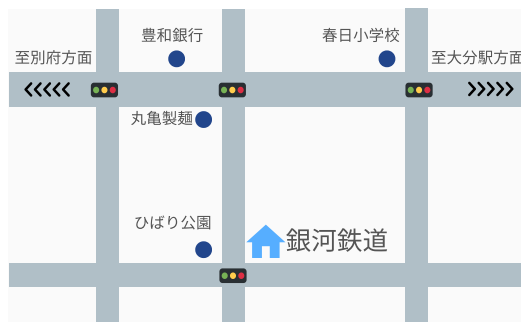 豊和銀行
春日小学校
至別府方面
至大分駅方面
丸亀製麺
ひばり公園
銀河鉄道